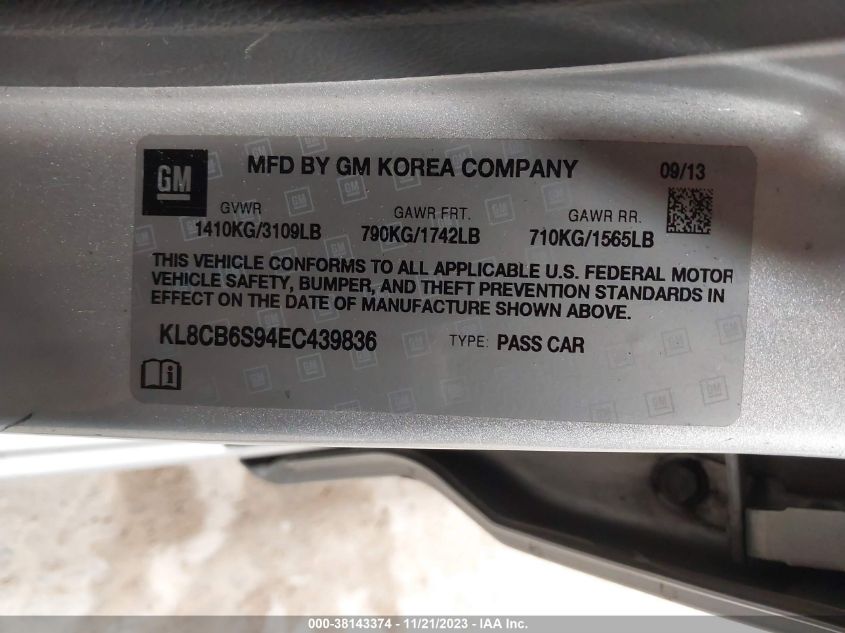 GM MFD BY GM KOREA COMPANY 09/13
GVWR GAWR FRT. GAWR RR.
1410KG/3109LB 790KG/1742LB 710KG/1565LB
THIS VEHICLE CONFORMS TO ALL APPLICABLE U.S. FEDERAL MOTOR
VEHICLE SAFETY, BUMPER, AND THEFT PREVENTION STANDARDS IN
EFFECT ON THE DATE OF MANUFACTURE SHOWN ABOVE.
KL8CB6S94EC439836 TYPE: PASS CAR
000-38143374 - 11/21/2023 - IAA Inc.